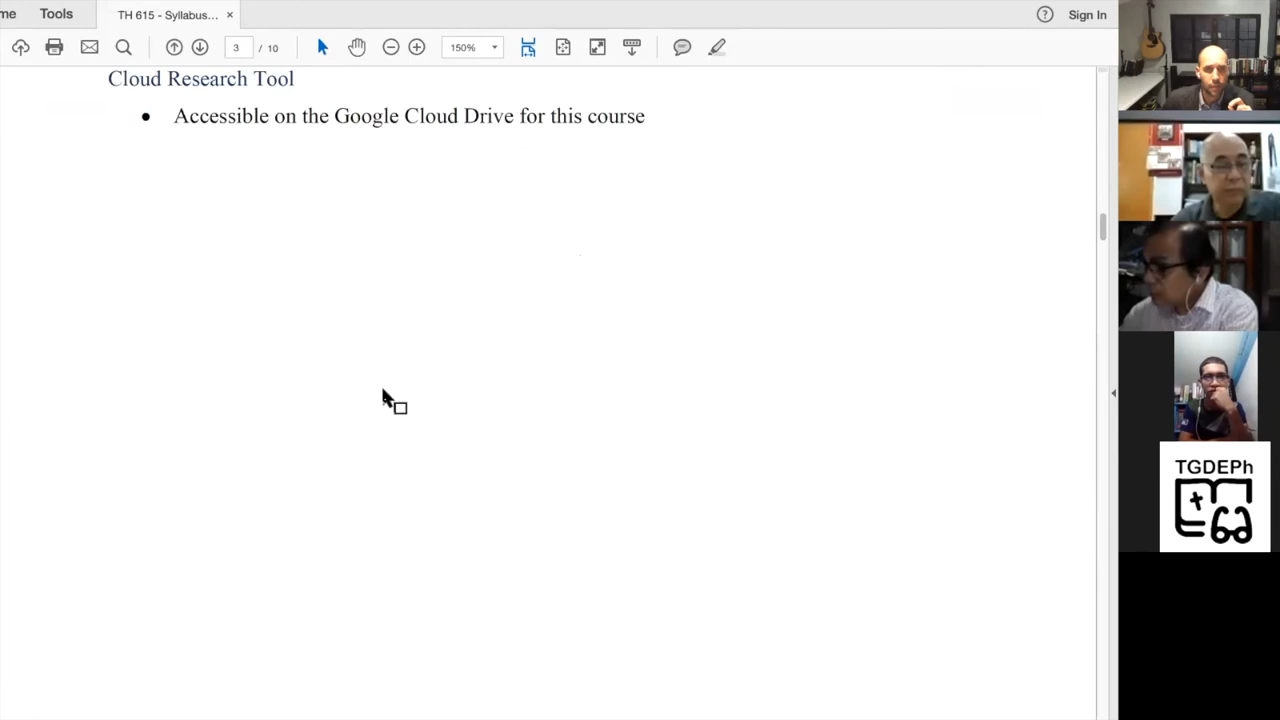 me
Tools
TH 615 - Syllabus... ×
Sign In
3 / 10
150%
Cloud Research Tool
• Accessible on the Google Cloud Drive for this course
TGDEPh